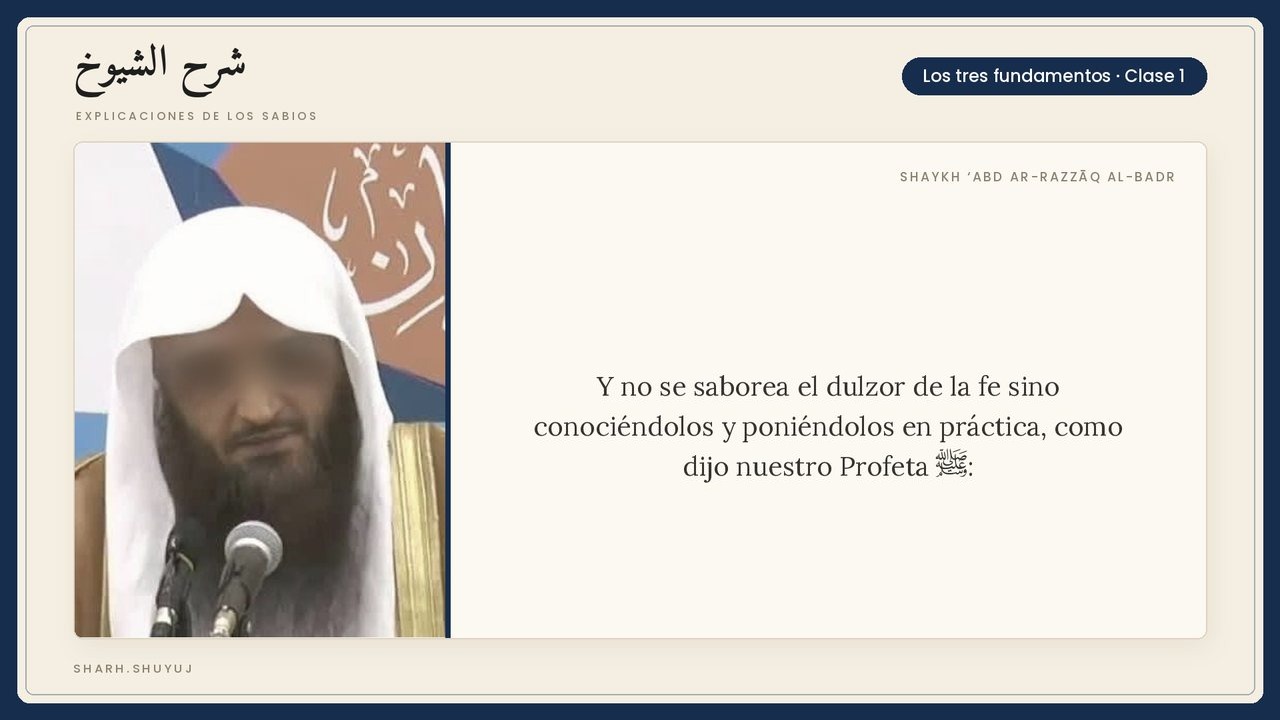 شرح الشيوخ
EXPLICACIONES DE LOS SABIOS
Los tres fundamentos · Clase 1
SHAYKH ‘ABD AR-RAZZĀQ AL-BADR
Y no se saborea el dulzor de la fe sino
conociéndolos y poniéndolos en práctica, como
dijo nuestro Profeta ﷺ:
SHARH.SHUYUJ